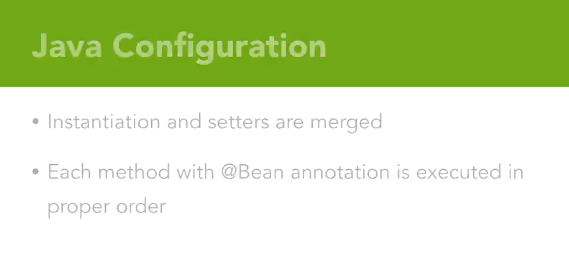 Java Configuration
• Instantiation and setters are merged
• Each method with @Bean annotation is executed in
proper order